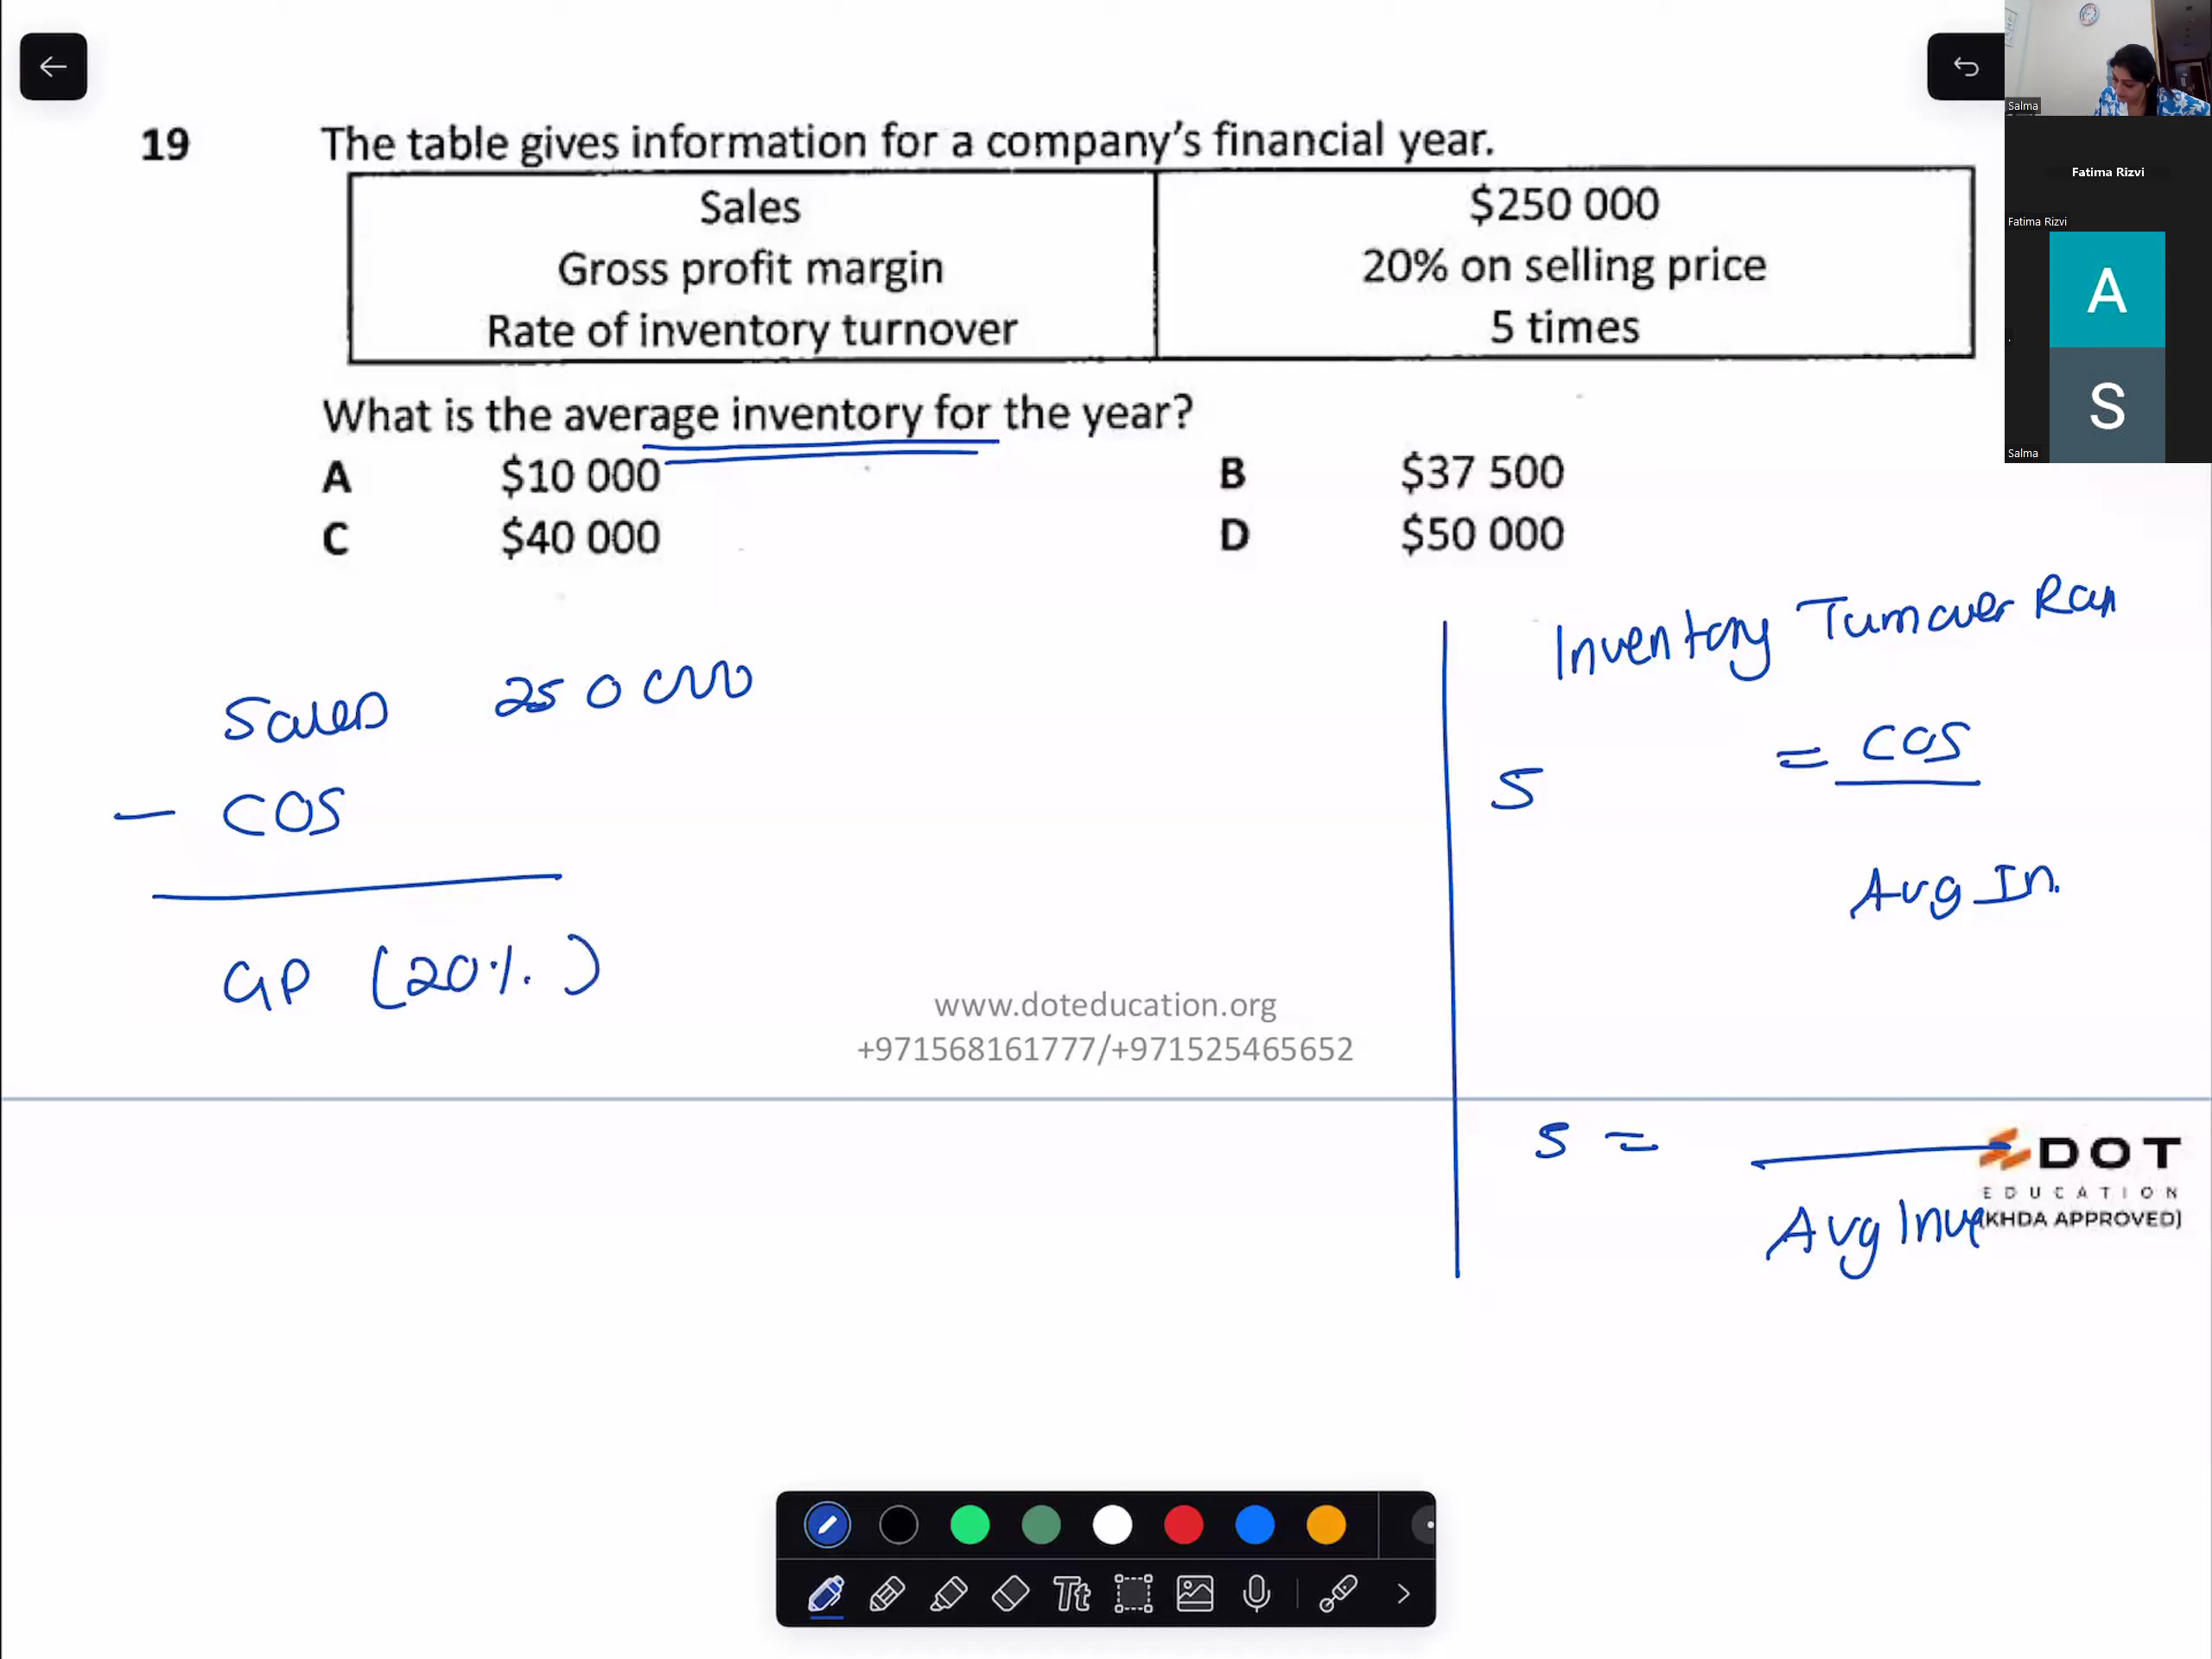 19 The table gives information for a company's financial year.
Sales $250 000
Gross profit margin 20% on selling price
Rate of inventory turnover 5 times
What is the average inventory for the year?
A $10 000 B $37 500
C $40 000 D $50 000
Sales 250 000
— COS
GP (20%)
Inventory Turnover
5 = COS
Avg In.
5 =
Avg Inve
www.doteducation.org
+971568161777/+971525465652
DOT
EDUCATION
(KHDA APPROVED)
Salma
Fatima Rizvi
Fatima Rizvi
A
S
Salma
Tt